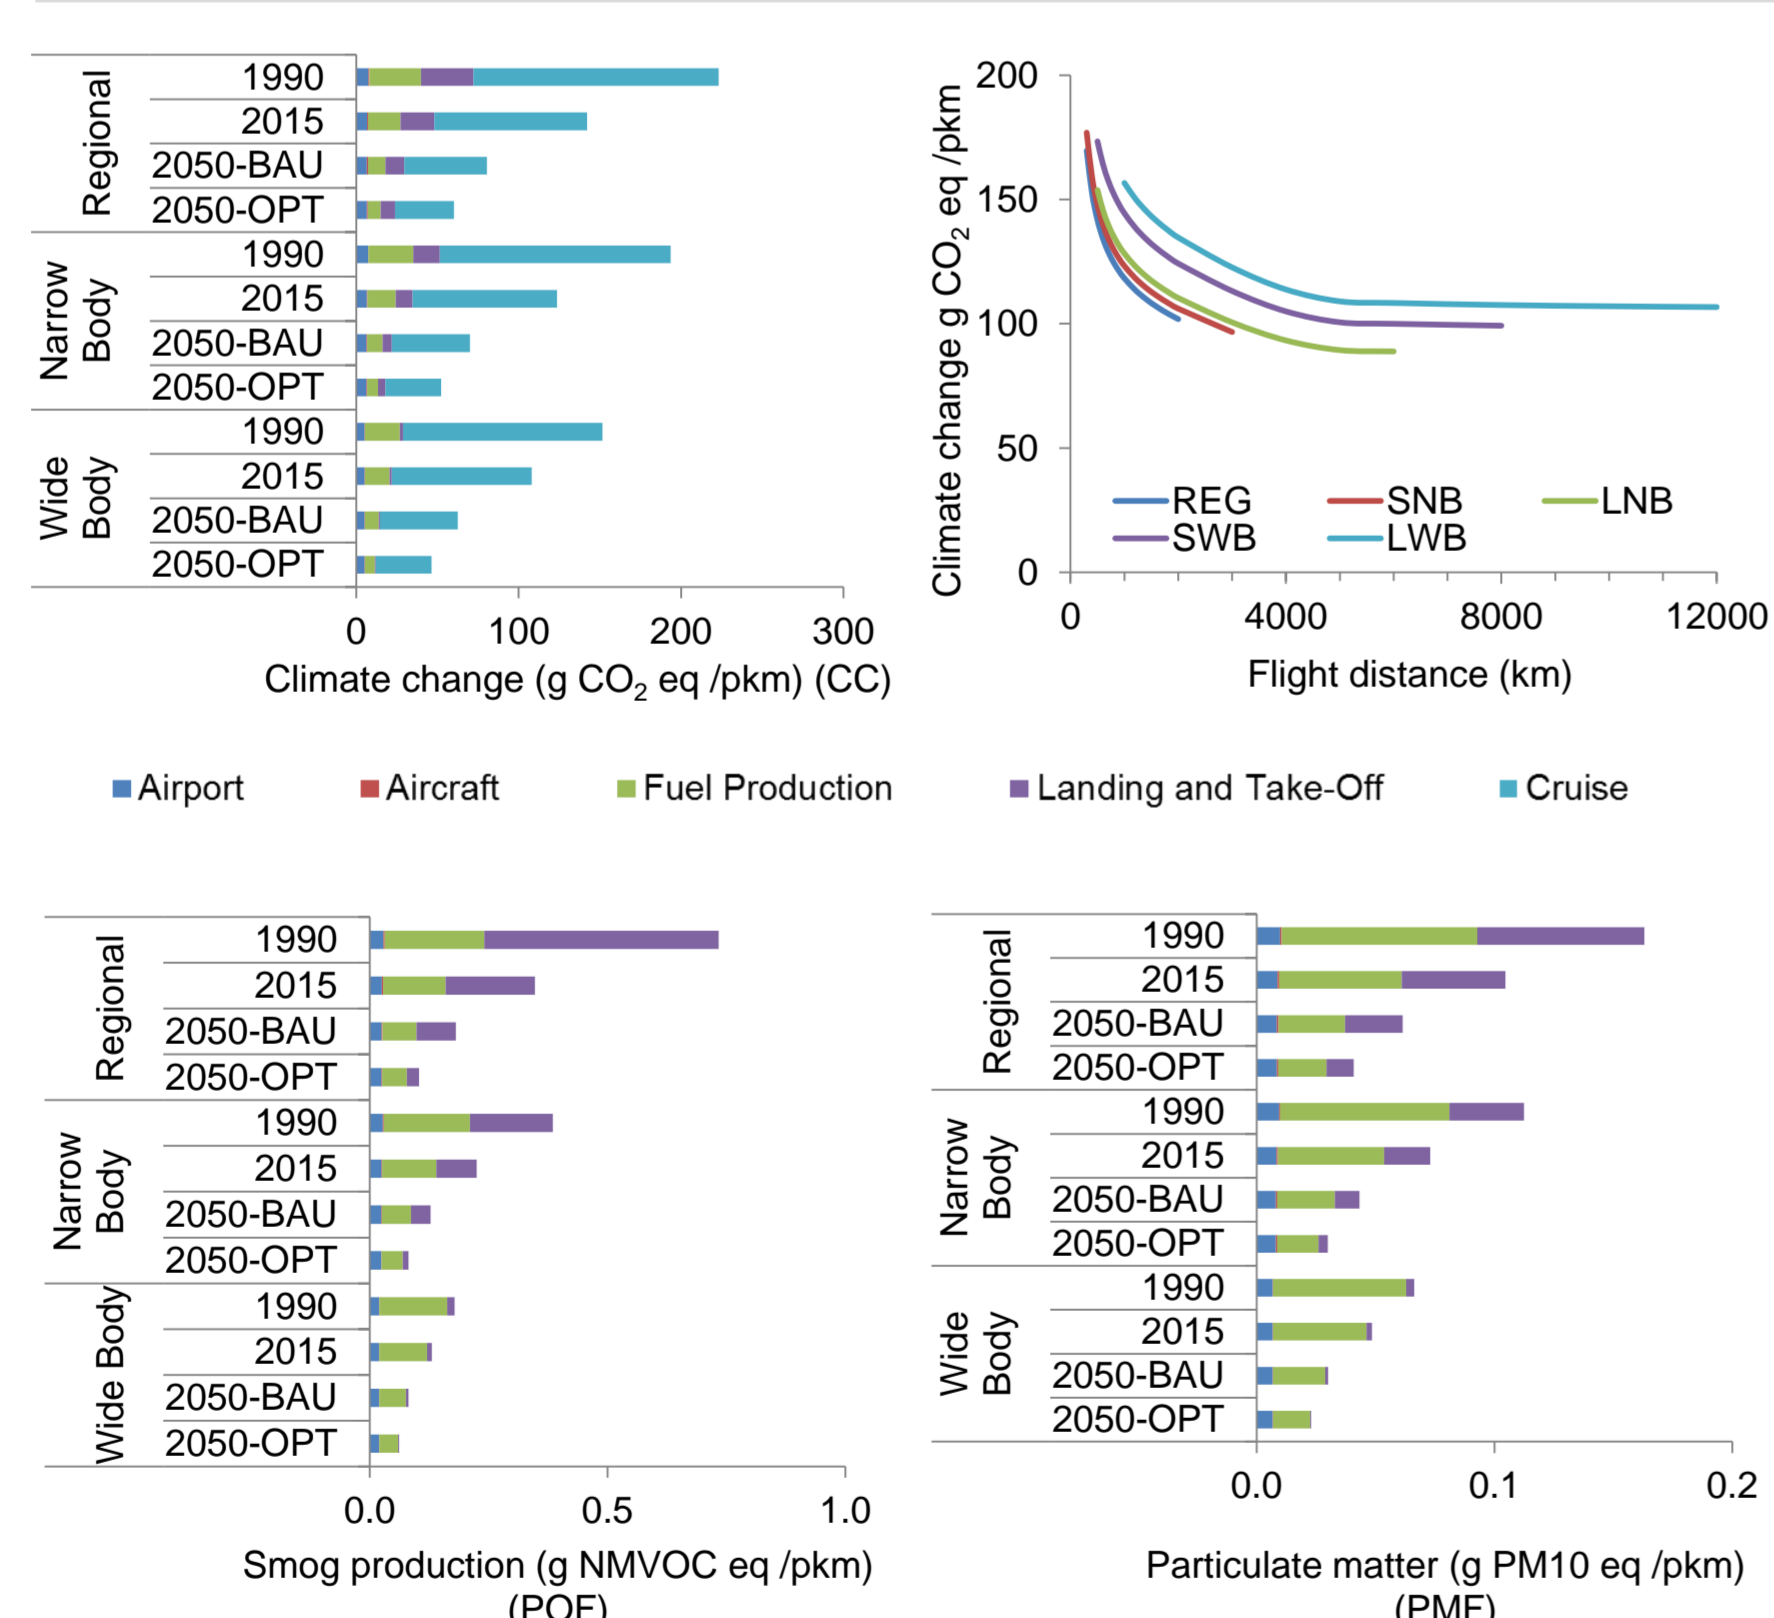 Regional
1990
2015
2050-BAU
2050-OPT
Narrow
Body
1990
2015
2050-BAU
2050-OPT
Wide
Body
1990
2015
2050-BAU
2050-OPT
0 100 200 300
Climate change (g CO2 eq /pkm) (CC)
Climate change g CO2 eq /pkm
200
150
100
50
0
REG SNB LNB
SWB LWB
0 4000 8000 12000
Flight distance (km)
Airport Aircraft Fuel Production Landing and Take-Off Cruise
Regional
1990
2015
2050-BAU
2050-OPT
Narrow
Body
1990
2015
2050-BAU
2050-OPT
Wide Body
1990
2015
2050-BAU
2050-OPT
0.0 0.5 1.0
Smog production (g NMVOC eq /pkm)
(POF)
Regional
1990
2015
2050-BAU
2050-OPT
Narrow
Body
1990
2015
2050-BAU
2050-OPT
Wide
Body
1990
2015
2050-BAU
2050-OPT
0.0 0.1 0.2
Particulate matter (g PM10 eq /pkm)
(PMF)